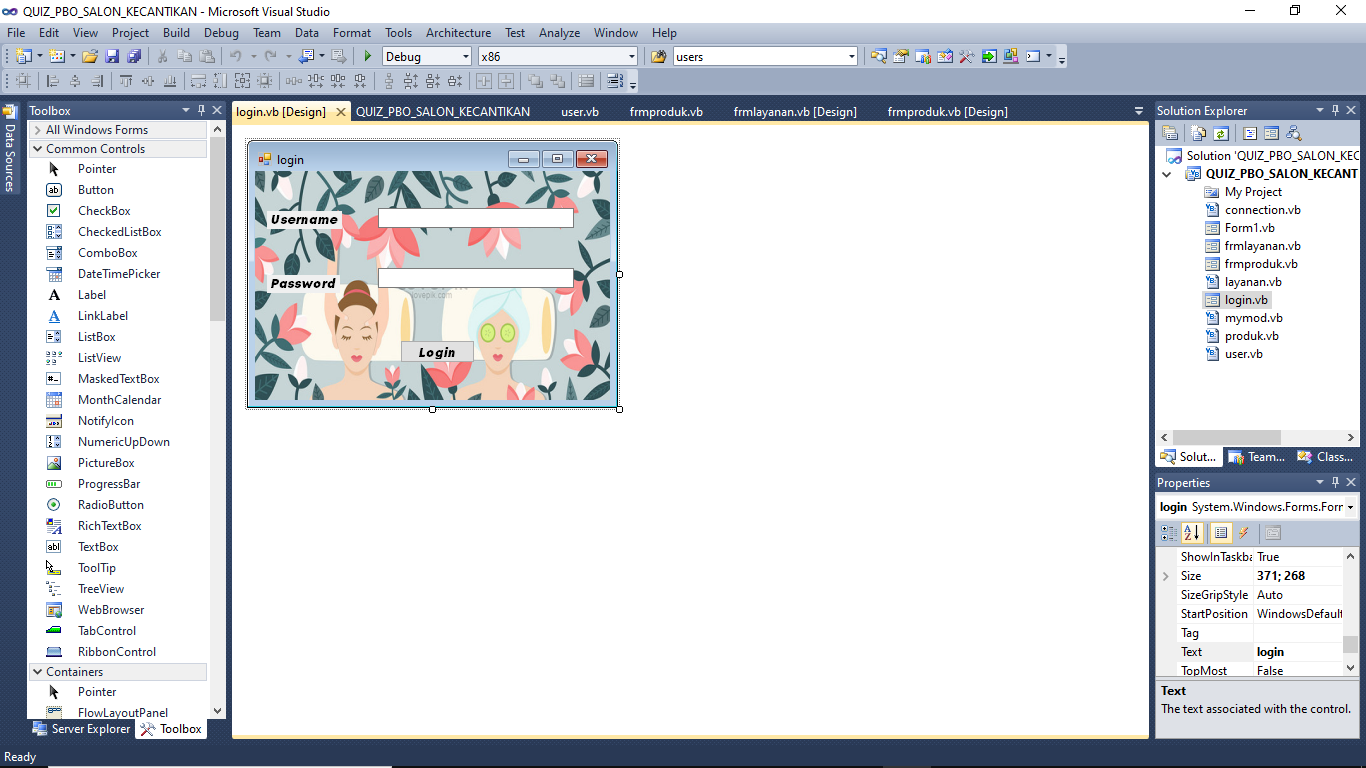 QUIZ_PBO_SALON_KECANTIKAN - Microsoft Visual Studio
File Edit View Project Build Debug Team Data Format Tools Architecture Test Analyze Window Help
Debug x86 users
Data Sources
Toolbox
All Windows Forms
Common Controls
Pointer
Button
CheckBox
CheckedListBox
ComboBox
DateTimePicker
Label
LinkLabel
ListBox
ListView
MaskedTextBox
MonthCalendar
NotifyIcon
NumericUpDown
PictureBox
ProgressBar
RadioButton
RichTextBox
TextBox
ToolTip
TreeView
WebBrowser
TabControl
RibbonControl
Containers
Pointer
FlowLayoutPanel
Server Explorer Toolbox
login.vb [Design] QUIZ_PBO_SALON_KECANTIKAN user.vb frmproduk.vb frmlayanan.vb [Design] frmproduk.vb [Design]
login
Username
Password
lovepik.com
Login
Solution Explorer
Solution 'QUIZ_PBO_SALON_KEC
QUIZ_PBO_SALON_KECANT
My Project
connection.vb
Form1.vb
frmlayanan.vb
frmproduk.vb
layanan.vb
login.vb
mymod.vb
produk.vb
user.vb
Solut... Team... Class...
Properties
login System.Windows.Forms.Forr
ShowInTaskba True
Size 371; 268
SizeGripStyle Auto
StartPosition WindowsDefault
Tag
Text login
TopMost False
Text
The text associated with the control.
Ready